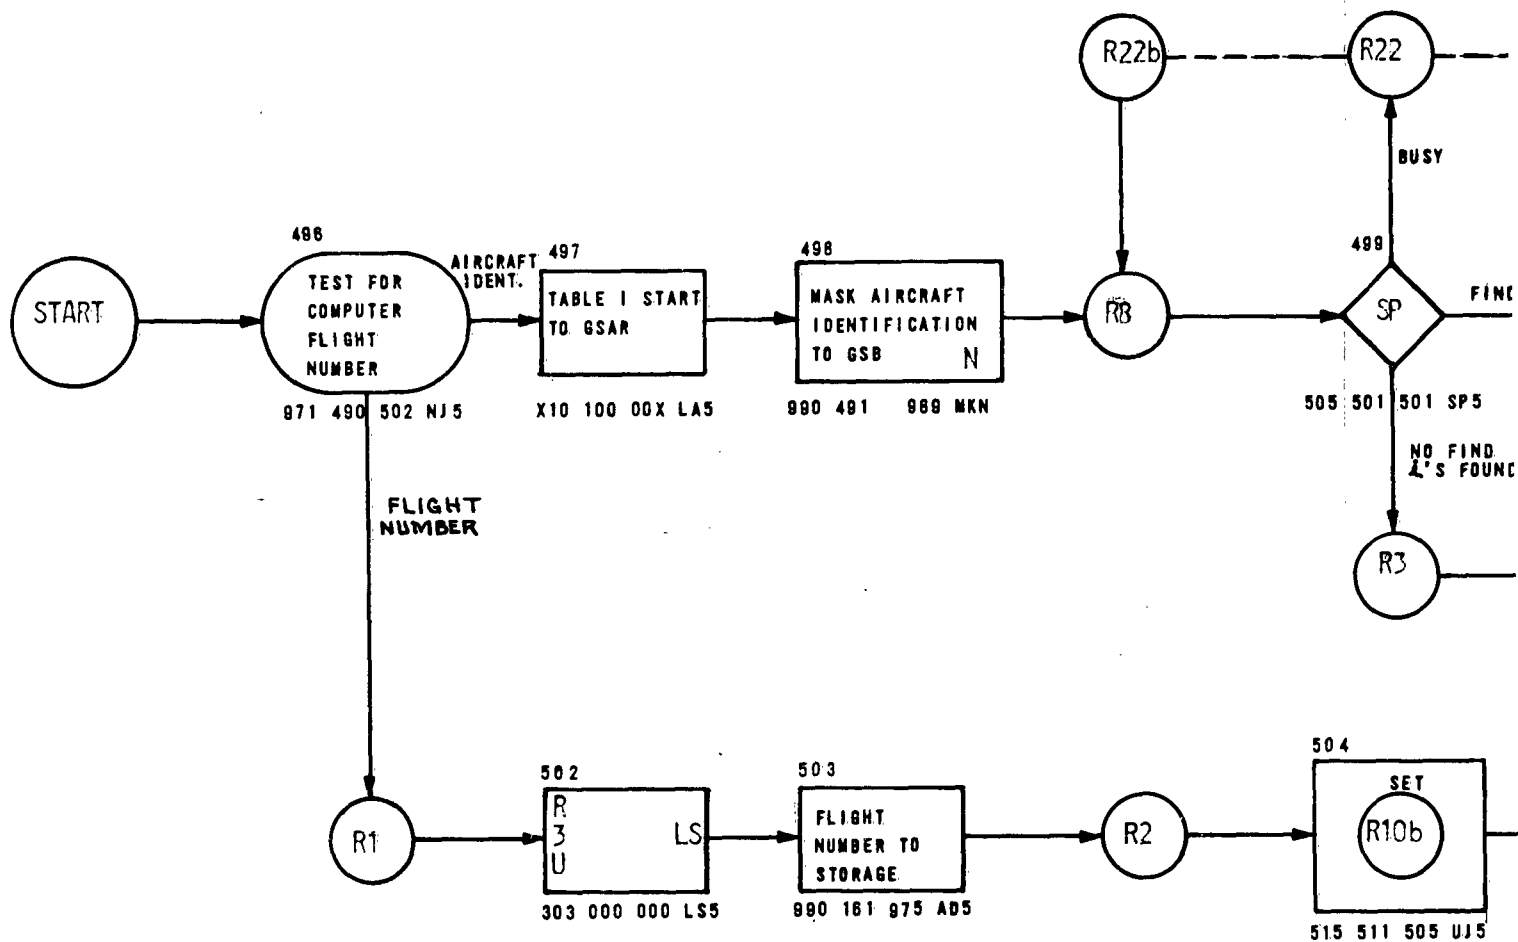 R22b
R22
BUSY
499
START
496
TEST FOR
COMPUTER
FLIGHT
NUMBER
971 490 502 NJ5
AIRCRAFT
IDENT.
497
TABLE I START
TO GSAR
X10 100 00X LA5
498
MASK AIRCRAFT
IDENTIFICATION
TO GSB
N
990 491 969 MKN
R8
SP
FIND
505 501 501 SP5
NO FIND
1'S FOUND
R3
FLIGHT
NUMBER
R1
502
R
3
U
LS
303 000 000 LS5
503
FLIGHT
NUMBER TO
STORAGE
990 161 975 AD5
R2
504
SET
R10b
515 511 505 UJ5